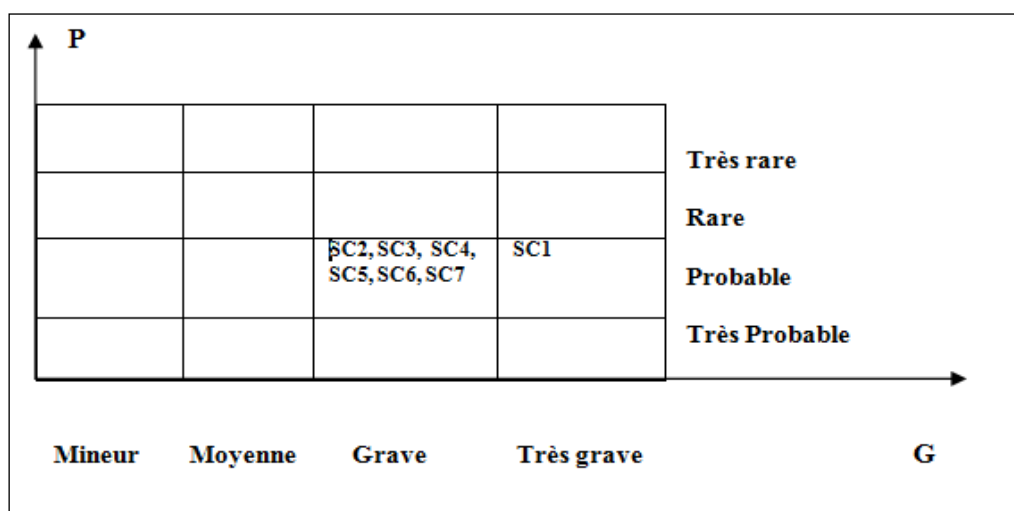 P
Très rare
Rare
SC2, SC3, SC4,
SC5, SC6, SC7
SC1
Probable
Très Probable
Mineur
Moyenne
Grave
Très grave
G